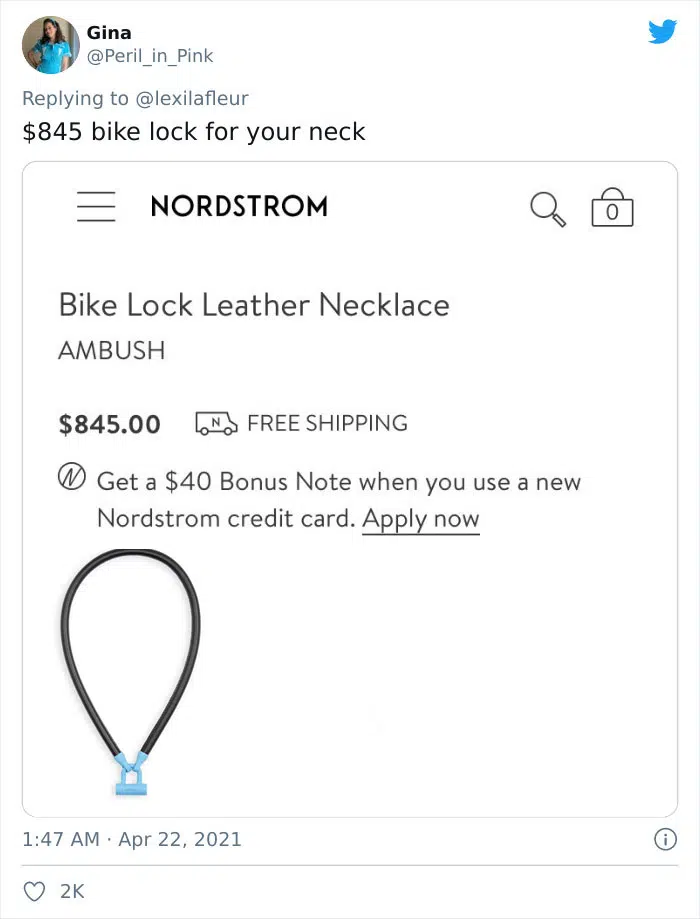 Gina
@Peril_in_Pink
Replying to @lexilafleur
$845 bike lock for your neck
NORDSTROM
0
Bike Lock Leather Necklace
AMBUSH
$845.00
N
FREE SHIPPING
N
Get a $40 Bonus Note when you use a new
Nordstrom credit card. Apply now
1:47 AM · Apr 22, 2021
2K